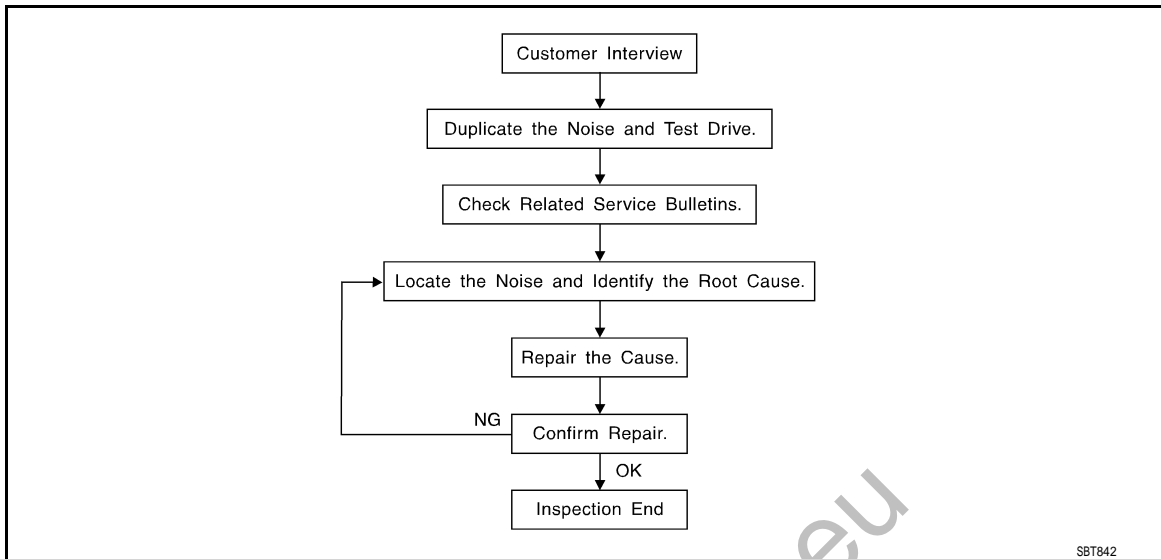 Customer Interview
Duplicate the Noise and Test Drive.
Check Related Service Bulletins.
Locate the Noise and Identify the Root Cause.
Repair the Cause.
NG
Confirm Repair.
OK
Inspection End
eu
SBT842